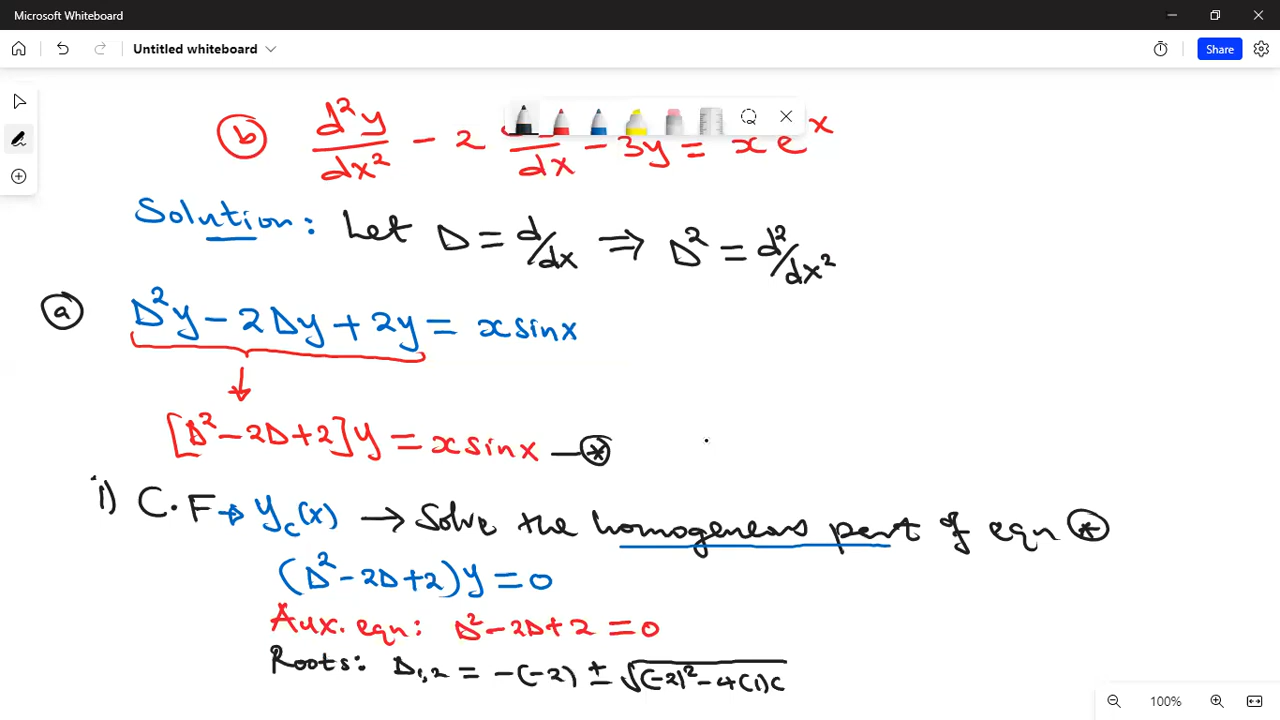 Microsoft Whiteboard
Untitled whiteboard
Share
ⓑ d²y/dx² - 2 /dx - 3y = xeˣ
Solution: Let D = d/dx ⟹ D² = d²/dx²
ⓐ D²y - 2Dy + 2y = x sinx
[D² - 2D + 2]y = x sinx — ⊛
i) C.F → y_c(x) → Solve the homogeneous part of eqn ⊛
(D² - 2D + 2)y = 0
Aux. eqn: D² - 2D + 2 = 0
Roots: D₁,₂ = -(-2) ± √(-2)² - 4(1)(
100%